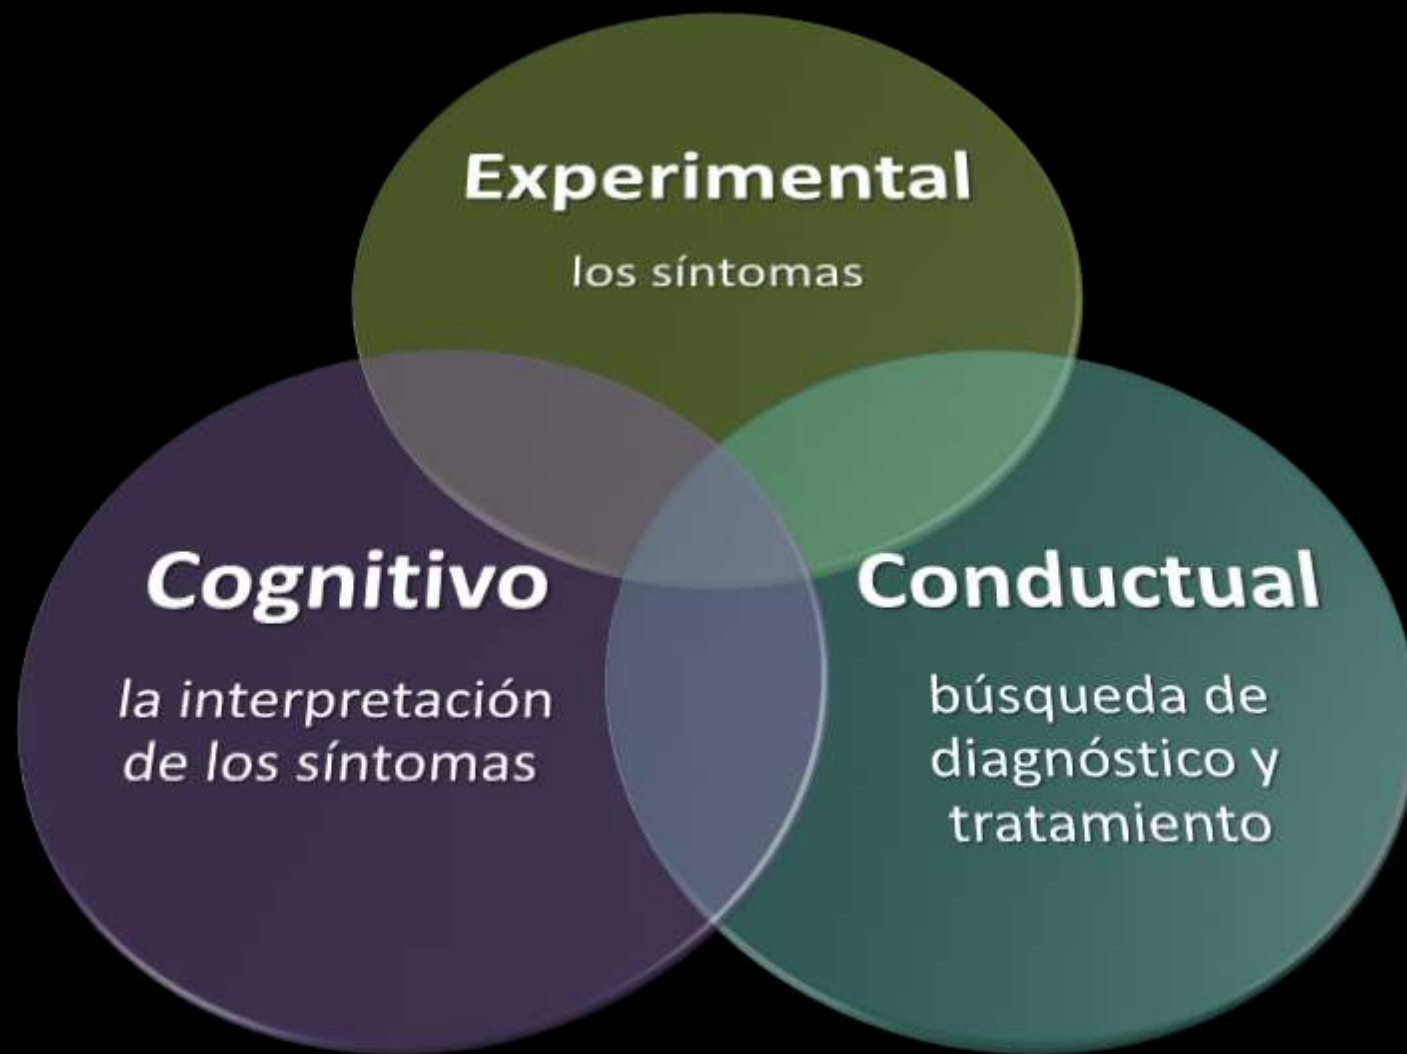 Experimental
los síntomas
Cognitivo
la interpretación
de los síntomas
Conductual
búsqueda de
diagnóstico y
tratamiento